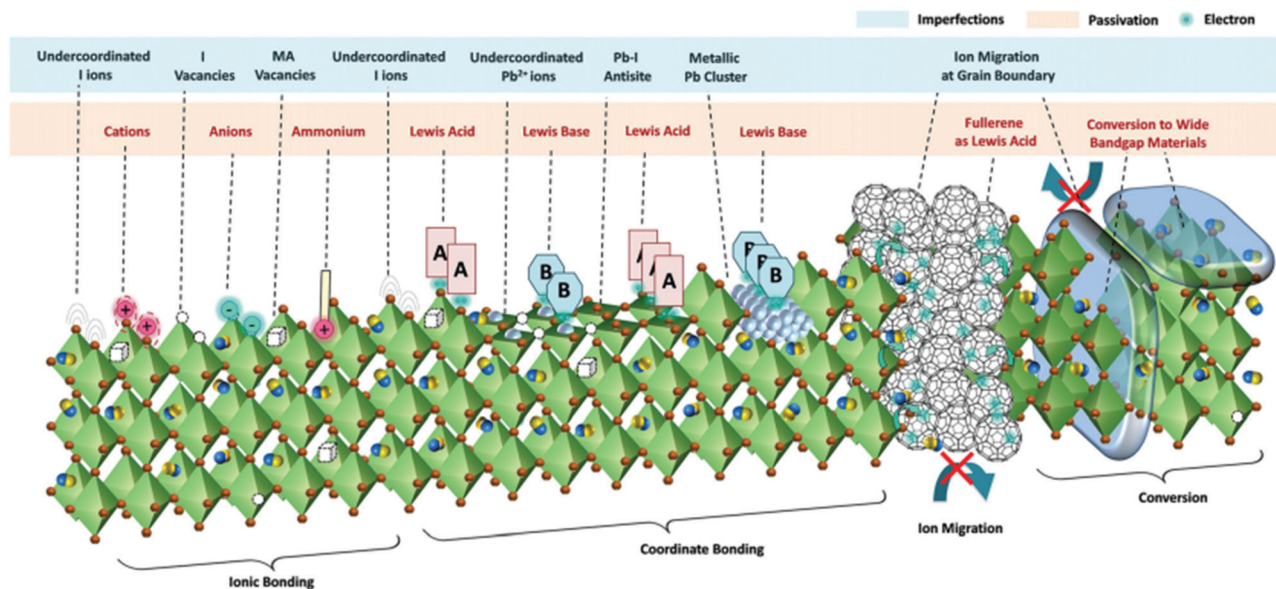 Imperfections Passivation Electron
Undercoordinated I Vacancies MA Vacancies Undercoordinated Undercoordinated Pb-I Metallic Ion Migration
I ions I ions Pb²⁺ ions Antisite Pb Cluster at Grain Boundary
Cations Anions Ammonium Lewis Acid Lewis Base Lewis Acid Lewis Base Fullerene Conversion to Wide
as Lewis Acid Bandgap Materials
A A B B A A A B B B
+ + - - +
Ion Migration
Conversion
Coordinate Bonding
Ionic Bonding